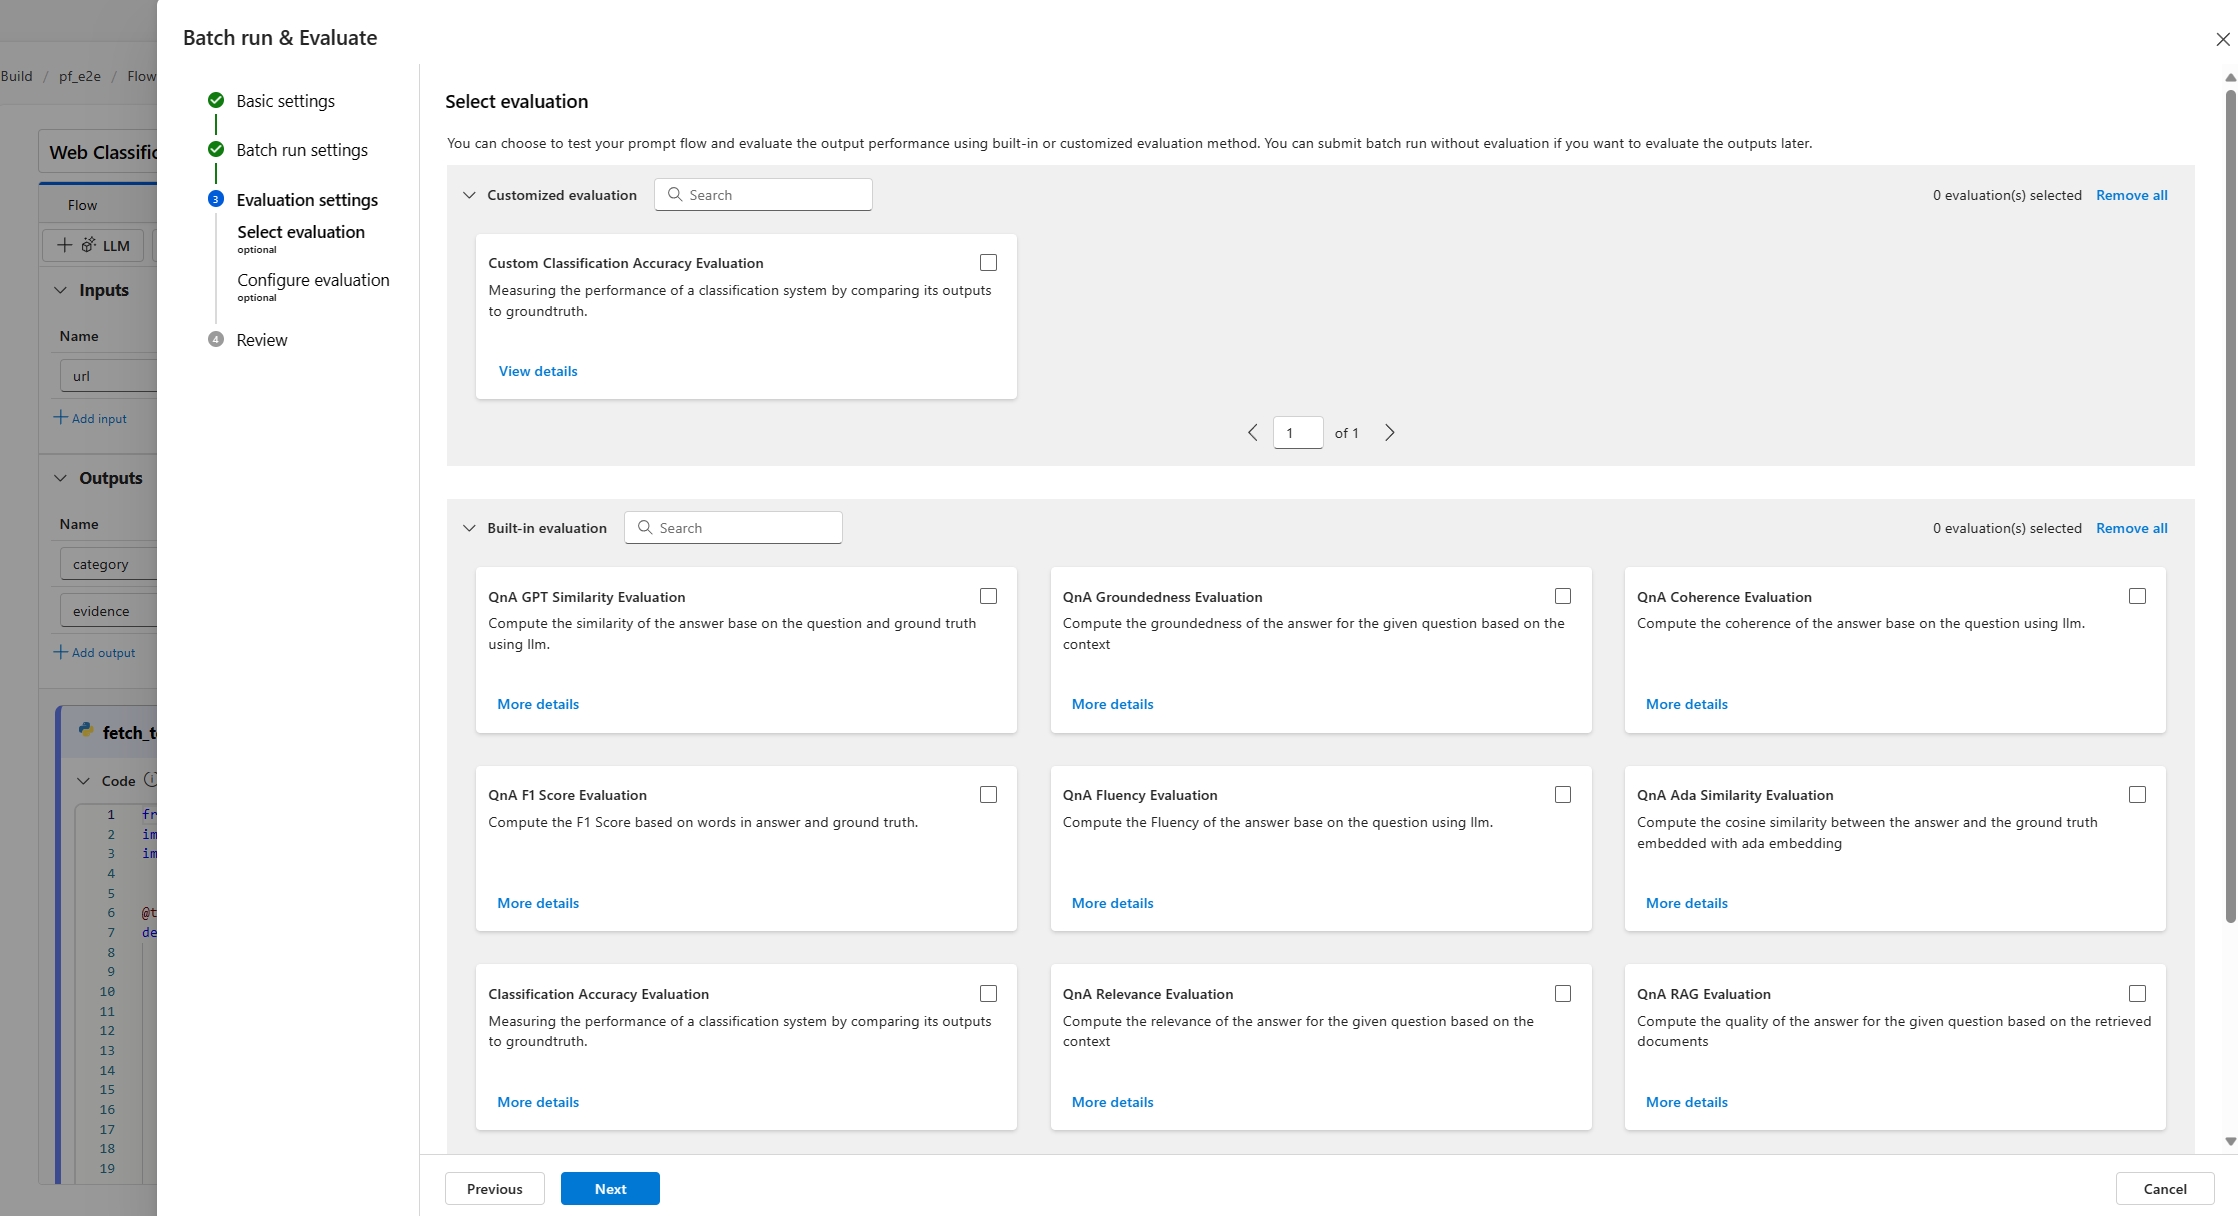 Batch run & Evaluate
Build / pf_e2e / Flow
Basic settings
Batch run settings
3 Evaluation settings
Select evaluation
optional
Configure evaluation
optional
4 Review
Web Classific
Flow
LLM
Inputs
Name
url
Add input
Outputs
Name
category
evidence
Add output
fetch_t
Code
1 fr
2 im
3 im
4
5
6 @t
7 de
8
9
10
11
12
13
14
15
16
17
18
19
Select evaluation
You can choose to test your prompt flow and evaluate the output performance using built-in or customized evaluation method. You can submit batch run without evaluation if you want to evaluate the outputs later.
Customized evaluation Search 0 evaluation(s) selected Remove all
Custom Classification Accuracy Evaluation
Measuring the performance of a classification system by comparing its outputs
to groundtruth.
View details
1 of 1
Built-in evaluation Search 0 evaluation(s) selected Remove all
QnA GPT Similarity Evaluation
Compute the similarity of the answer base on the question and ground truth
using llm.
More details
QnA Groundedness Evaluation
Compute the groundedness of the answer for the given question based on the
context
More details
QnA Coherence Evaluation
Compute the coherence of the answer base on the question using llm.
More details
QnA F1 Score Evaluation
Compute the F1 Score based on words in answer and ground truth.
More details
QnA Fluency Evaluation
Compute the Fluency of the answer base on the question using llm.
More details
QnA Ada Similarity Evaluation
Compute the cosine similarity between the answer and the ground truth
embedded with ada embedding
More details
Classification Accuracy Evaluation
Measuring the performance of a classification system by comparing its outputs
to groundtruth.
More details
QnA Relevance Evaluation
Compute the relevance of the answer for the given question based on the
context
More details
QnA RAG Evaluation
Compute the quality of the answer for the given question based on the retrieved
documents
More details
Previous Next Cancel